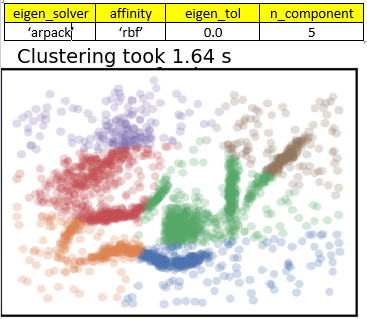 eigen_solver affinity eigen_tol n_component
‘arpack’ ‘rbf’ 0.0 5
Clustering took 1.64 s